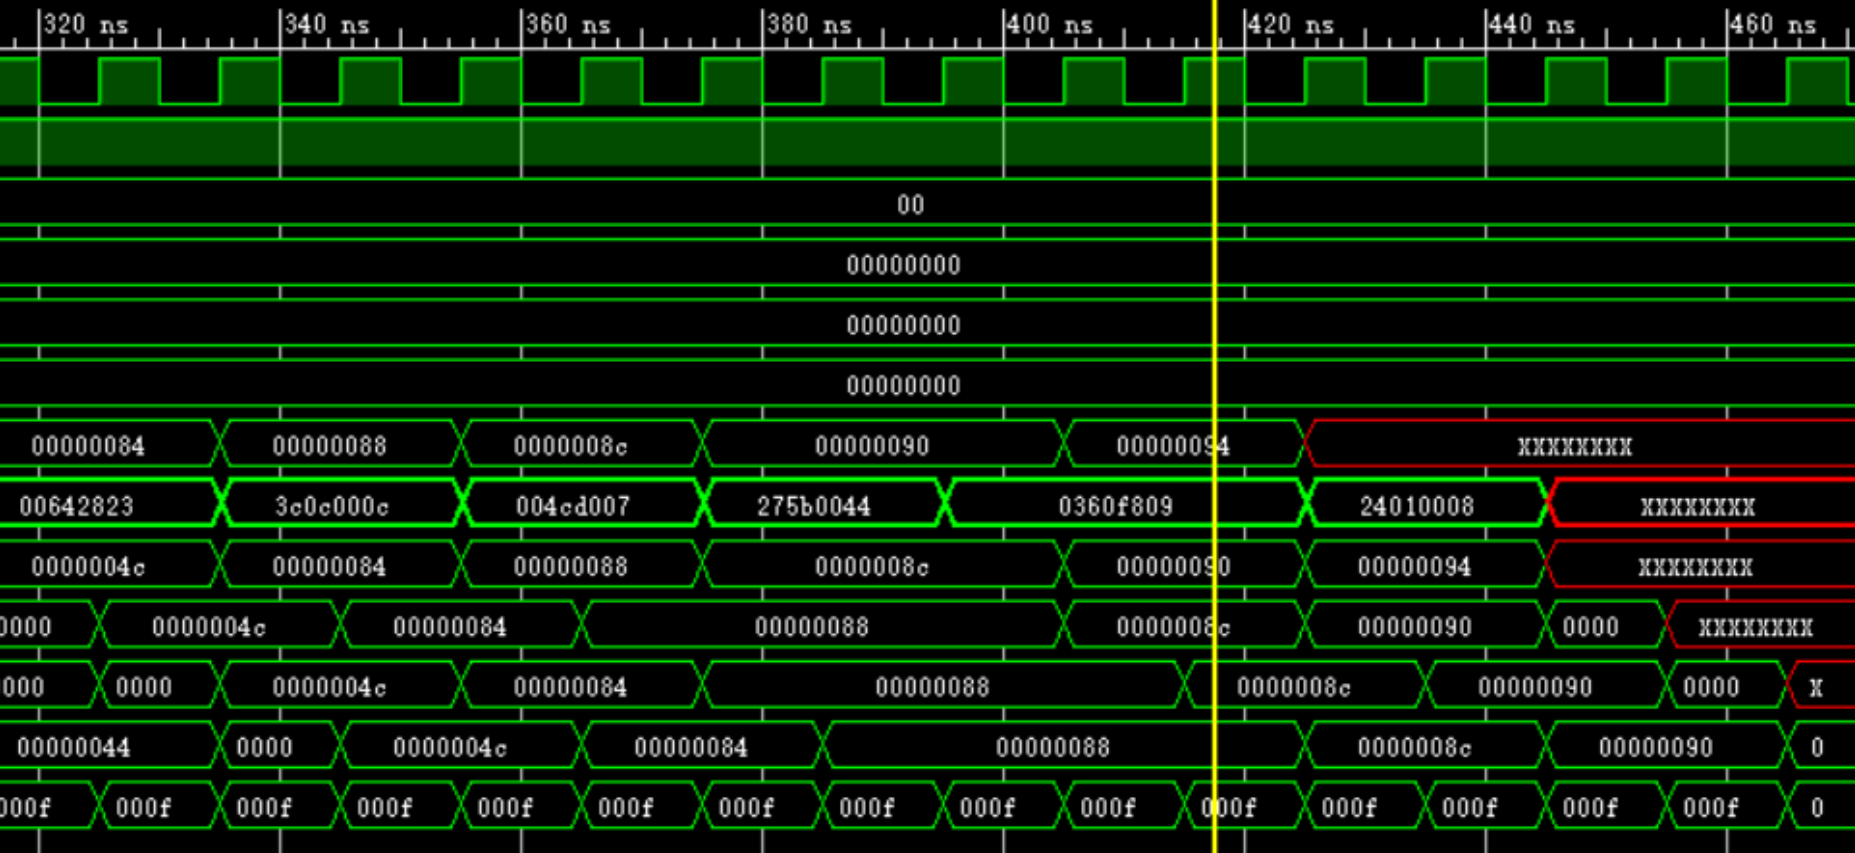 320 ns 340 ns 360 ns 380 ns 400 ns 420 ns 440 ns 460 ns
00
00000000
00000000
00000000
00000084 00000088 0000008c 00000090 00000094 XXXXXXXX
00642823 3c0c000c 004cd007 275b0044 0360f809 24010008 XXXXXXXX
0000004c 00000084 00000088 0000008c 00000090 00000094 XXXXXXXX
0000 0000004c 00000084 00000088 0000008c 00000090 0000 XXXXXXXX
000 0000 0000004c 00000084 00000088 0000008c 00000090 0000 X
00000044 0000 0000004c 00000084 00000088 0000008c 00000090 0
000f 000f 000f 000f 000f 000f 000f 000f 000f 000f 000f 000f 000f 000f 000f 0